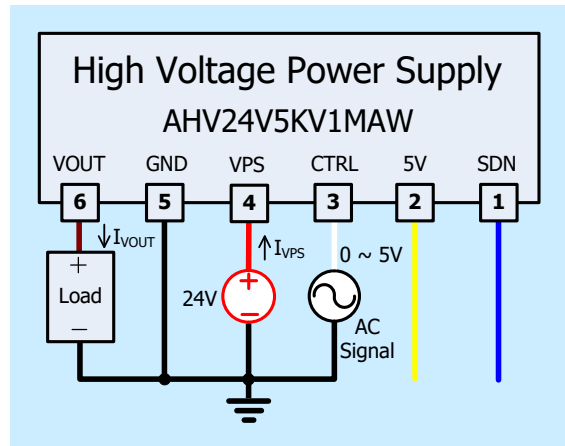 High Voltage Power Supply
AHV24V5KV1MAW
VOUT GND VPS CTRL 5V SDN
6 5 4 3 2 1
IVOUT IVPS 0 ~ 5V
+ +
Load 24V
− −
AC
Signal